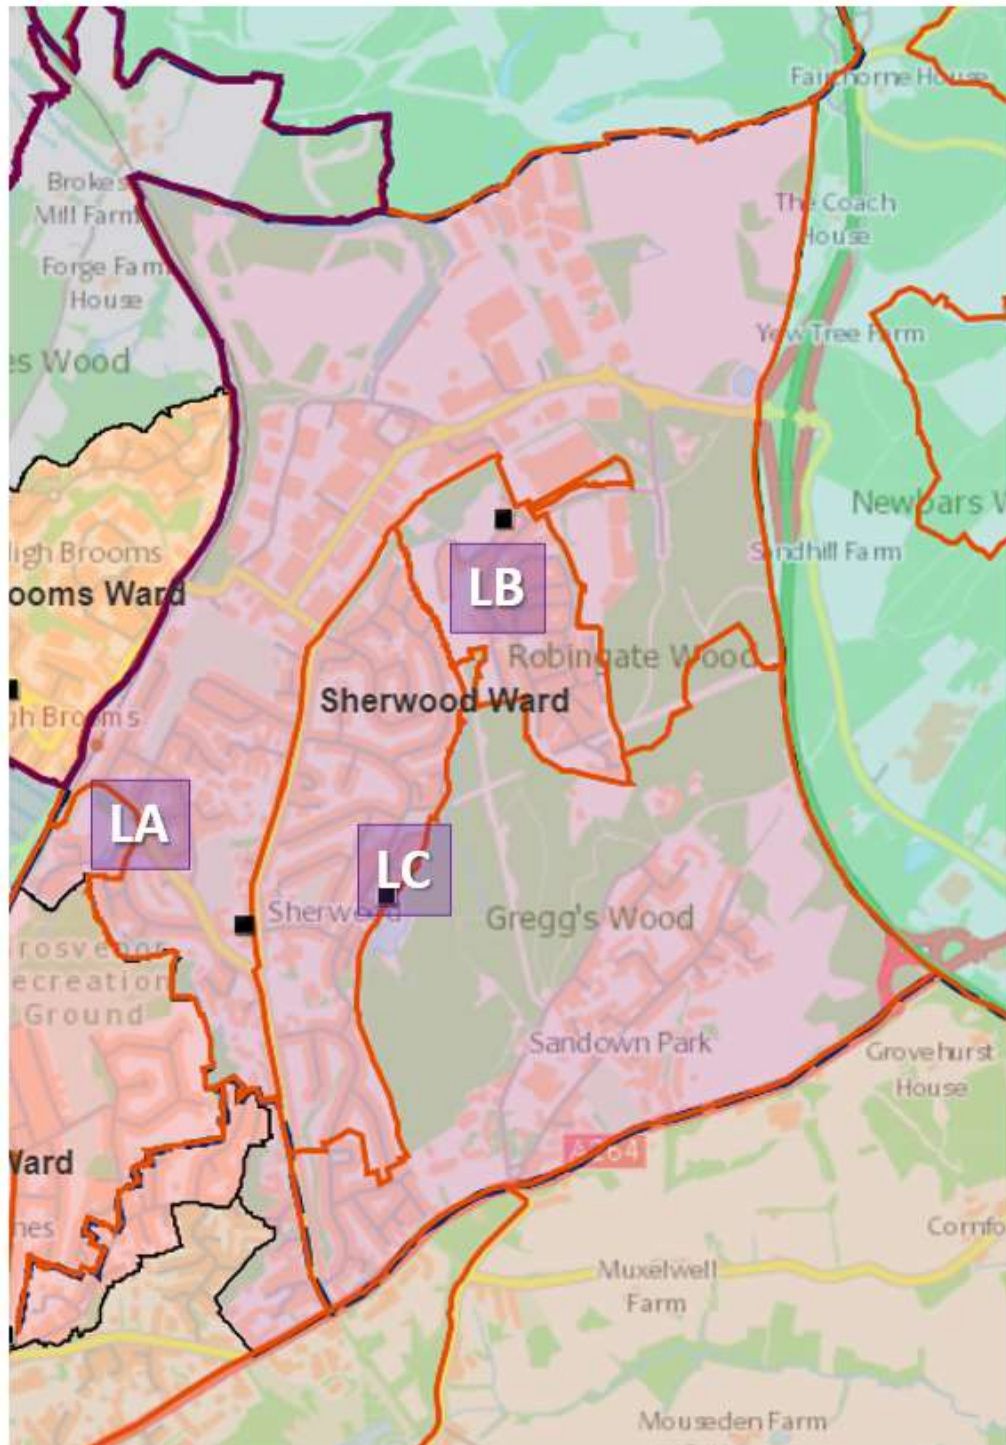 Fairthorne House
Brokes
Mill Farm
The Coach
House
Forge Farm
House
Yew Tree Farm
es Wood
Newbars W
High Brooms
Sandhill Farm
ooms Ward
LB
Robingate Wood
Sherwood Ward
gh Brooms
LA
LC
Sherwood
Gregg's Wood
rosvenor
ecreation
Ground
Sandown Park
Grovehurst
House
A264
Ward
nes
Cornfo
Muxelwell
Farm
Mouseden Farm